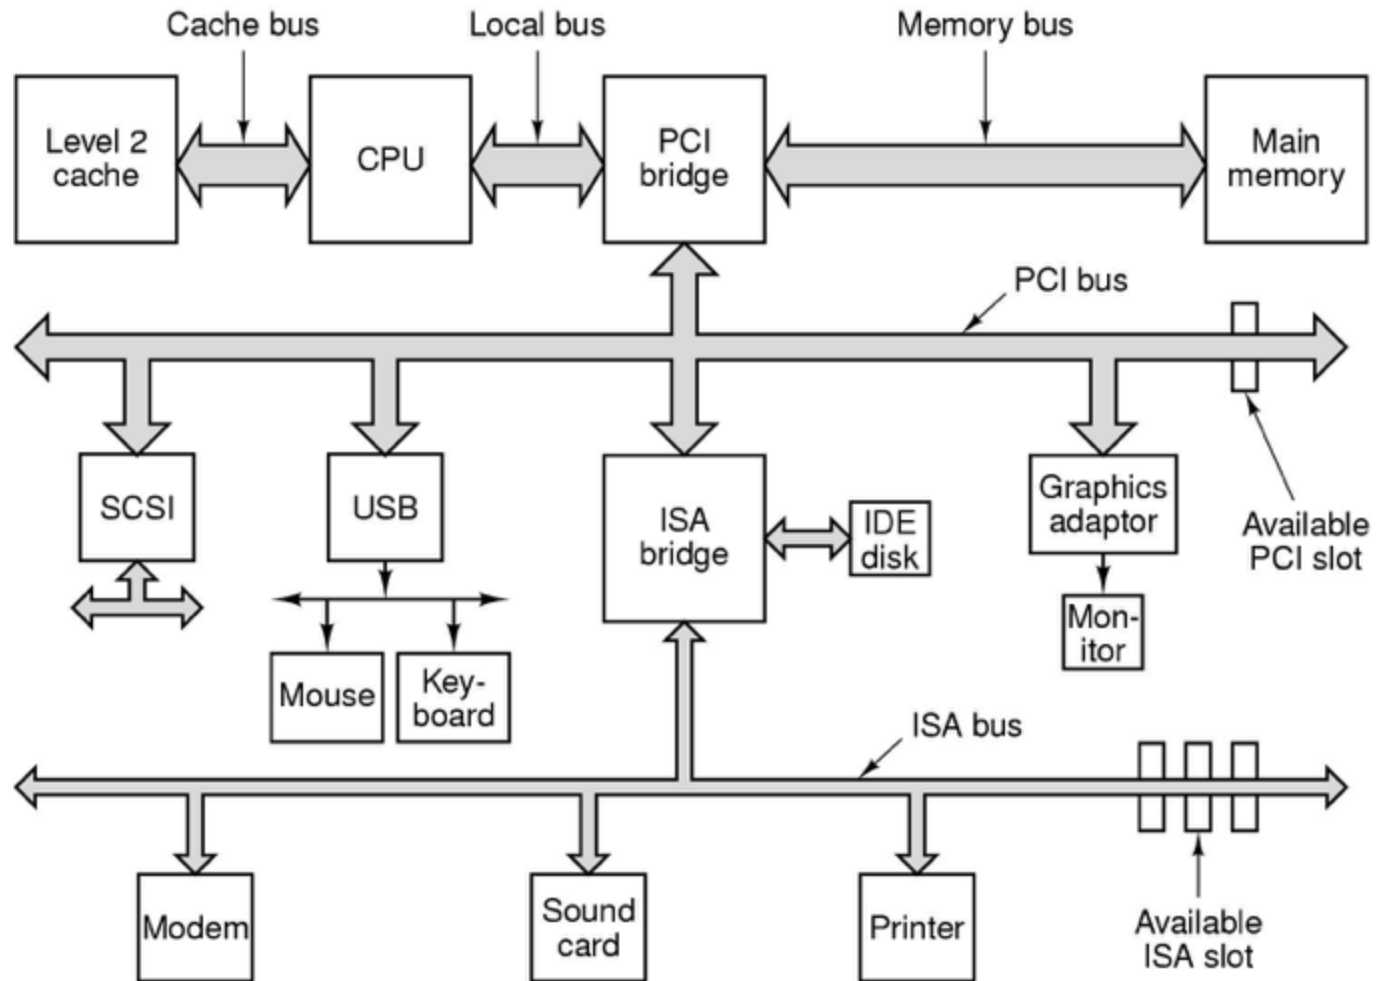 Cache bus
Local bus
Memory bus
Level 2
cache
CPU
PCI
bridge
Main
memory
PCI bus
SCSI
USB
ISA
bridge
IDE
disk
Graphics
adaptor
Available
PCI slot
Mon-
itor
Mouse
Key-
board
ISA bus
Modem
Sound
card
Printer
Available
ISA slot